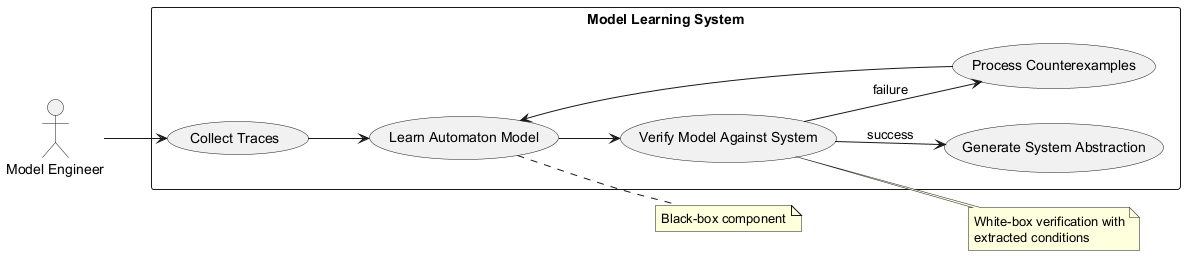 Model Learning System
Process Counterexamples
failure
Collect Traces
Learn Automaton Model
Verify Model Against System
success
Generate System Abstraction
Model Engineer
Black-box component
White-box verification with
extracted conditions